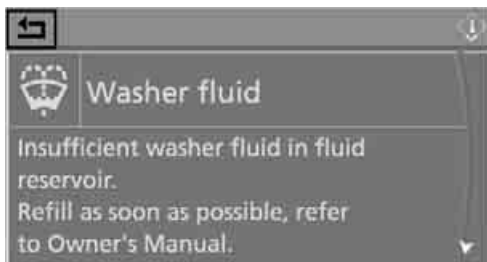 Washer fluid
Insufficient washer fluid in fluid
reservoir.
Refill as soon as possible, refer
to Owner's Manual.